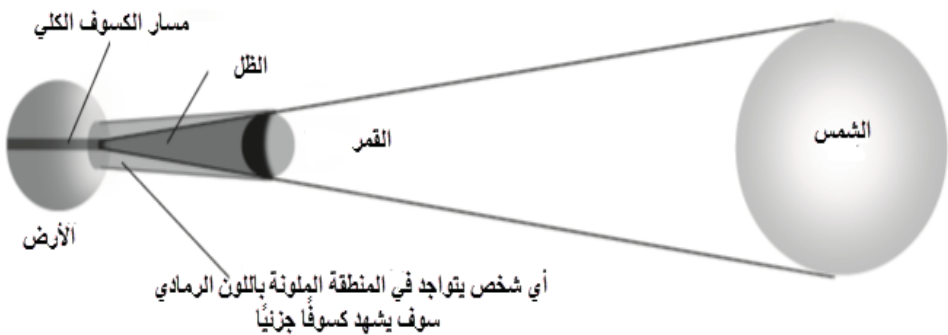 مسار الكسوف الكلي
الظل
القمر
الشمس
الأرض
أي شخص يتواجد في المنطقة الملونة باللون الرمادي
سوف يشهد كسوفًا جزئيًا